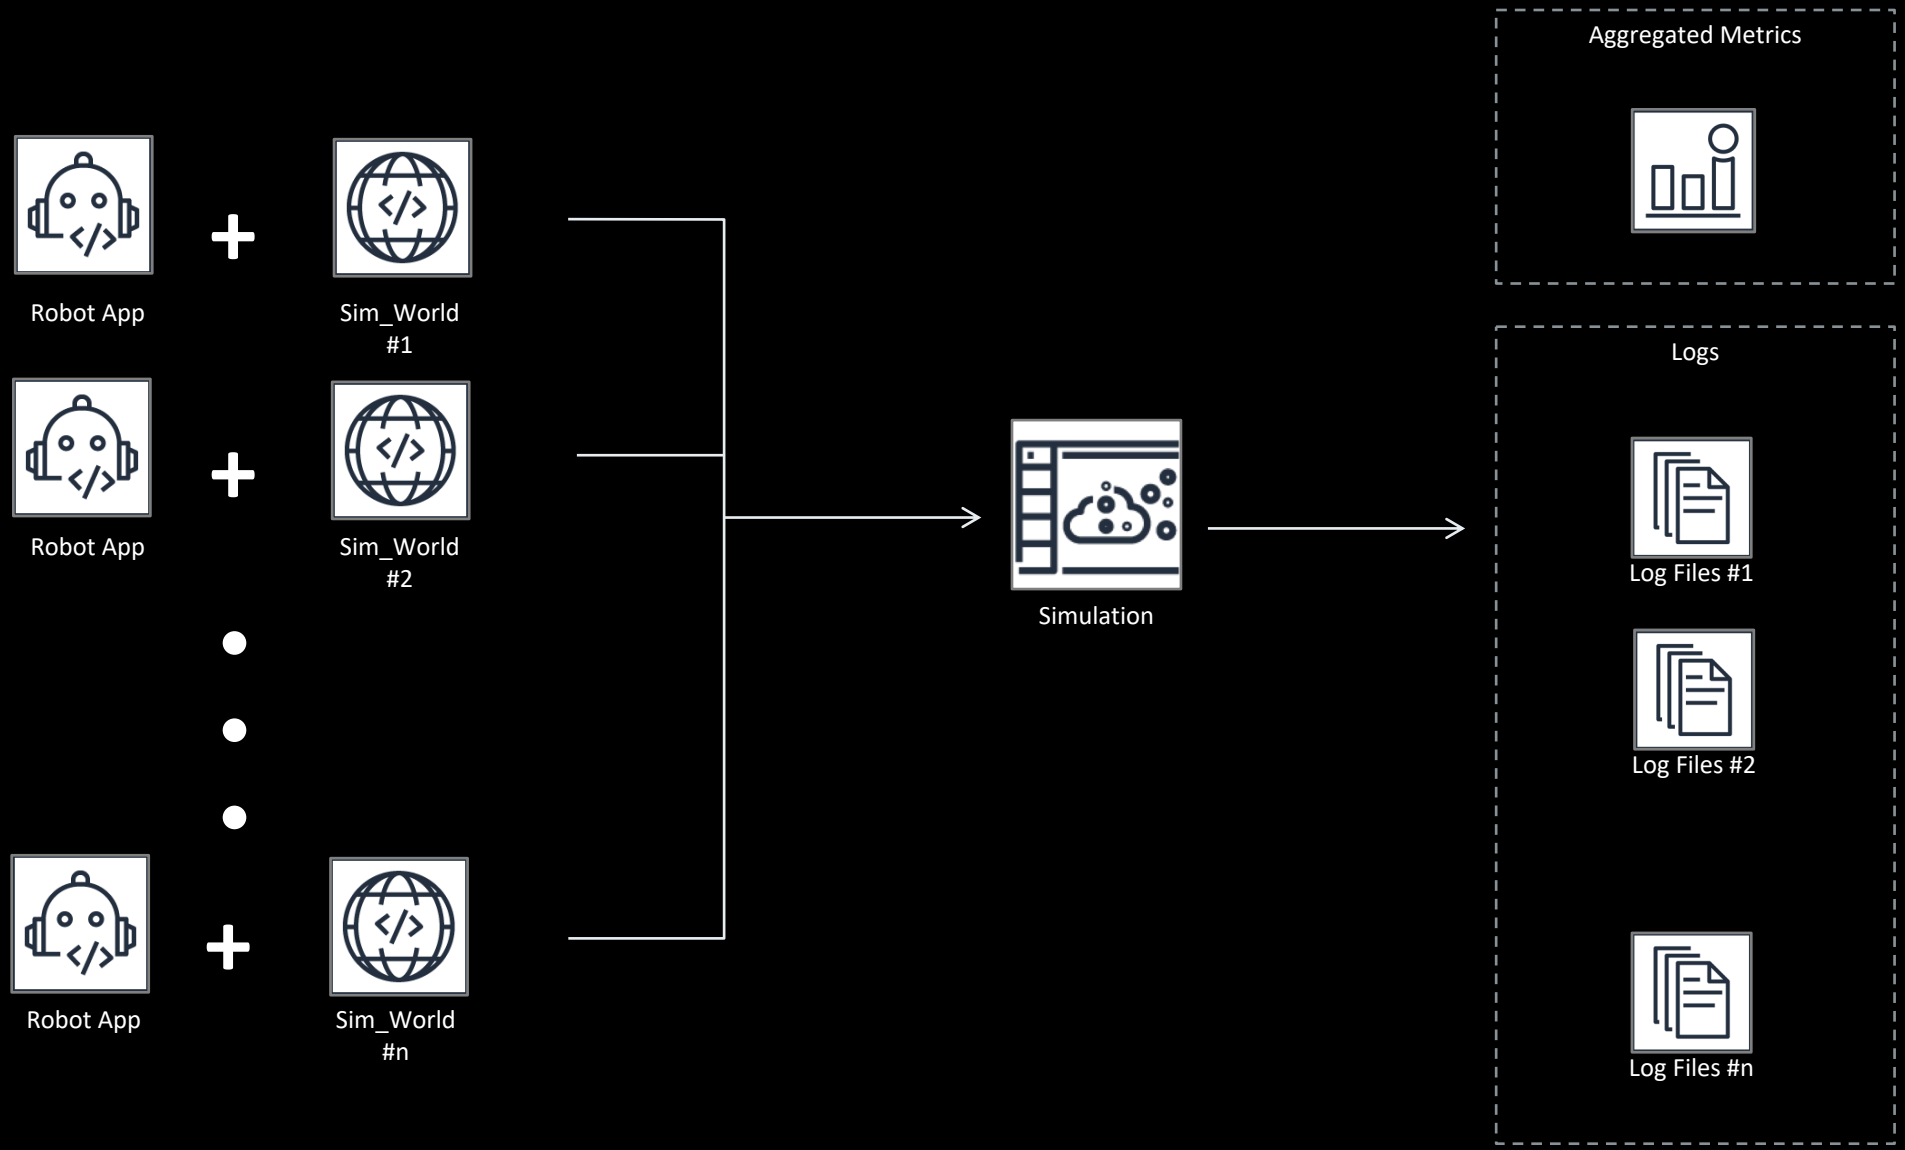 Aggregated Metrics
Robot App
Sim_World
#1
Logs
Robot App
Sim_World
#2
Log Files #1
Simulation
Log Files #2
Robot App
Sim_World
#n
Log Files #n